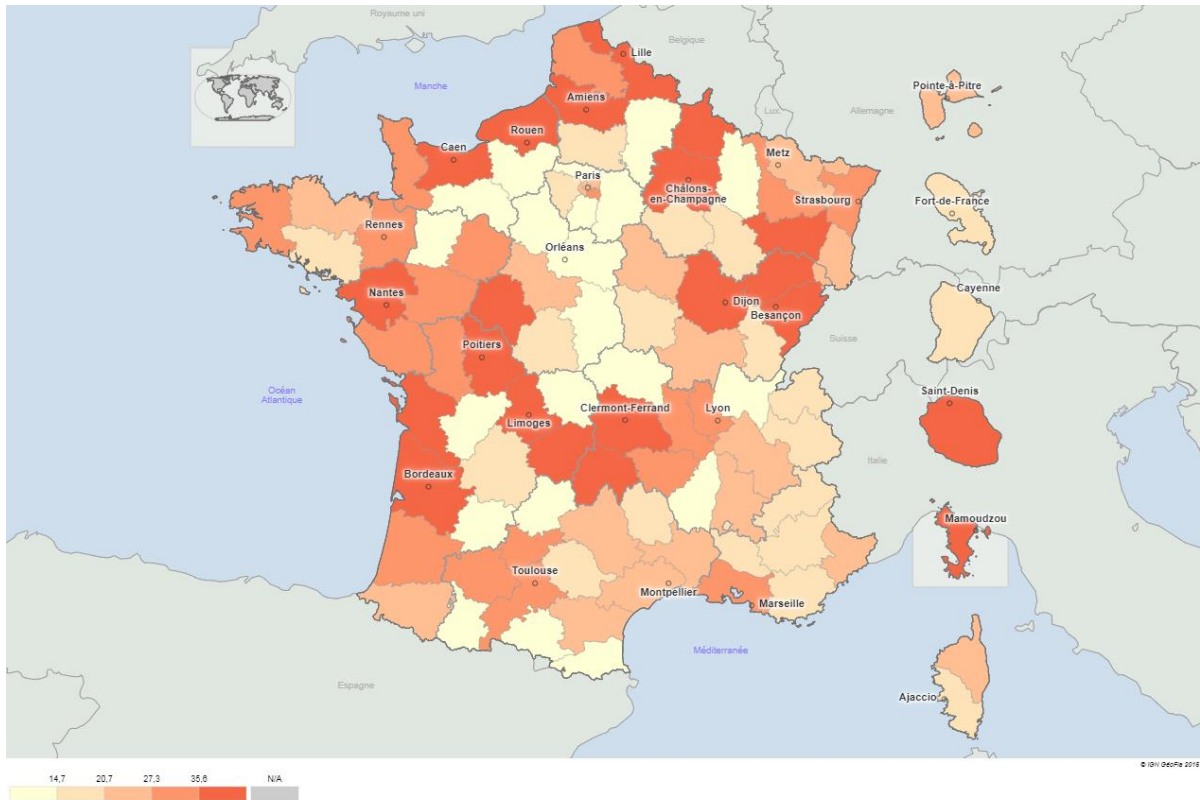 Royaume uni
Belgique
Lille
Pointe-à-Pitre
Manche
Amiens
Lux.
Allemagne
Rouen
Caen
Metz
Paris
Châlons-
en-Champagne
Strasbourg
Fort-de-France
Rennes
Orléans
Cayenne
Nantes
Dijon
Besançon
Poitiers
Suisse
Océan
Atlantique
Saint-Denis
Clermont-Ferrand
Lyon
Limoges
Italie
Bordeaux
Mamoudzou
Toulouse
Montpellier
Marseille
Méditerranée
Espagne
Ajaccio
© IGN GéoFla 2015
14,7 20,7 27,3 35,6 N/A